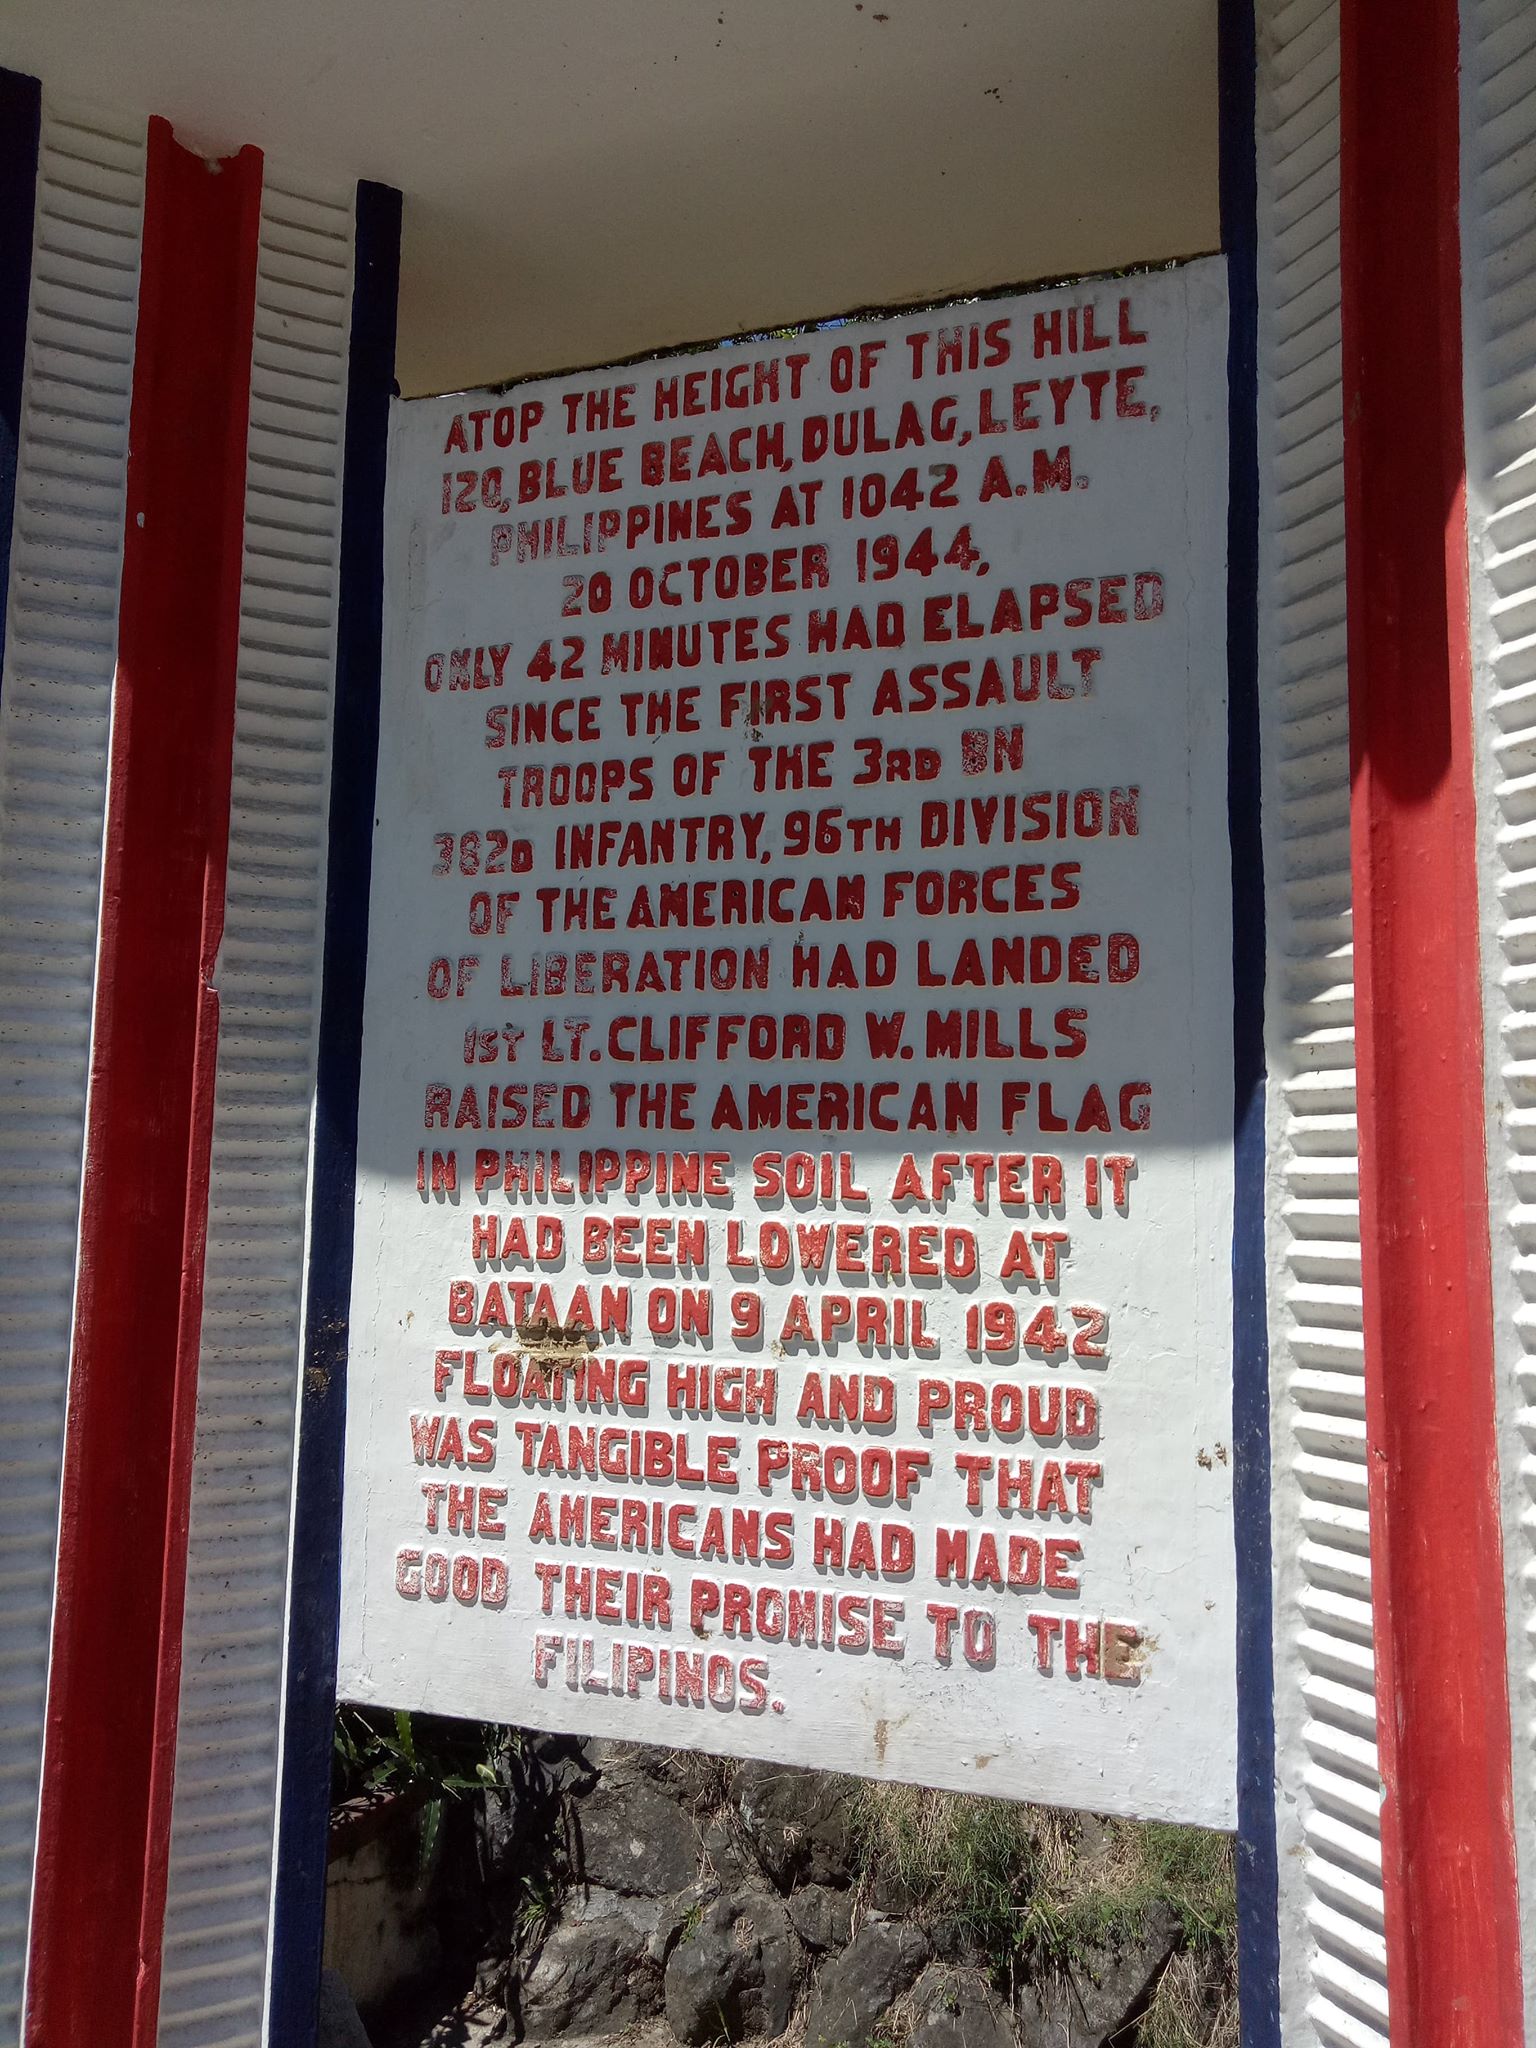 ATOP THE HEIGHT OF THIS HILL
120, BLUE BEACH, DULAG, LEYTE,
PHILIPPINES AT 1042 A.M.
20 OCTOBER 1944,
ONLY 42 MINUTES HAD ELAPSED
SINCE THE FIRST ASSAULT
TROOPS OF THE 3RD BN
382D INFANTRY, 96TH DIVISION
OF THE AMERICAN FORCES
OF LIBERATION HAD LANDED
1ST LT. CLIFFORD W. MILLS
RAISED THE AMERICAN FLAG
IN PHILIPPINE SOIL AFTER IT
HAD BEEN LOWERED AT
BATAAN ON 9 APRIL 1942
FLOATING HIGH AND PROUD
WAS TANGIBLE PROOF THAT
THE AMERICANS HAD MADE
GOOD THEIR PROMISE TO THE
FILIPINOS.